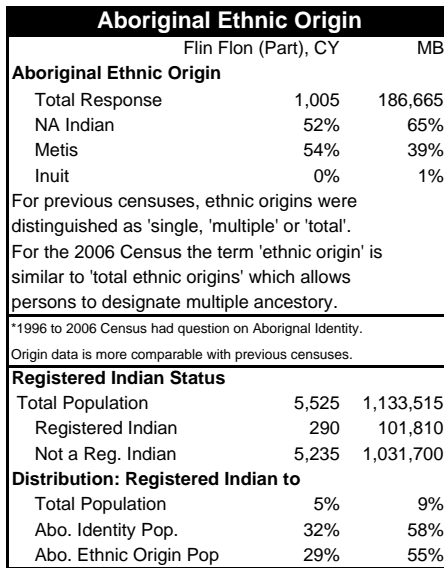 Aboriginal Ethnic Origin
Flin Flon (Part), CY MB
Aboriginal Ethnic Origin
Total Response 1,005 186,665
NA Indian 52% 65%
Metis 54% 39%
Inuit 0% 1%
For previous censuses, ethnic origins were
distinguished as 'single, 'multiple' or 'total'.
For the 2006 Census the term 'ethnic origin' is
similar to 'total ethnic origins' which allows
persons to designate multiple ancestory.
*1996 to 2006 Census had question on Aborignal Identity.
Origin data is more comparable with previous censuses.
Registered Indian Status
Total Population 5,525 1,133,515
Registered Indian 290 101,810
Not a Reg. Indian 5,235 1,031,700
Distribution: Registered Indian to
Total Population 5% 9%
Abo. Identity Pop. 32% 58%
Abo. Ethnic Origin Pop 29% 55%